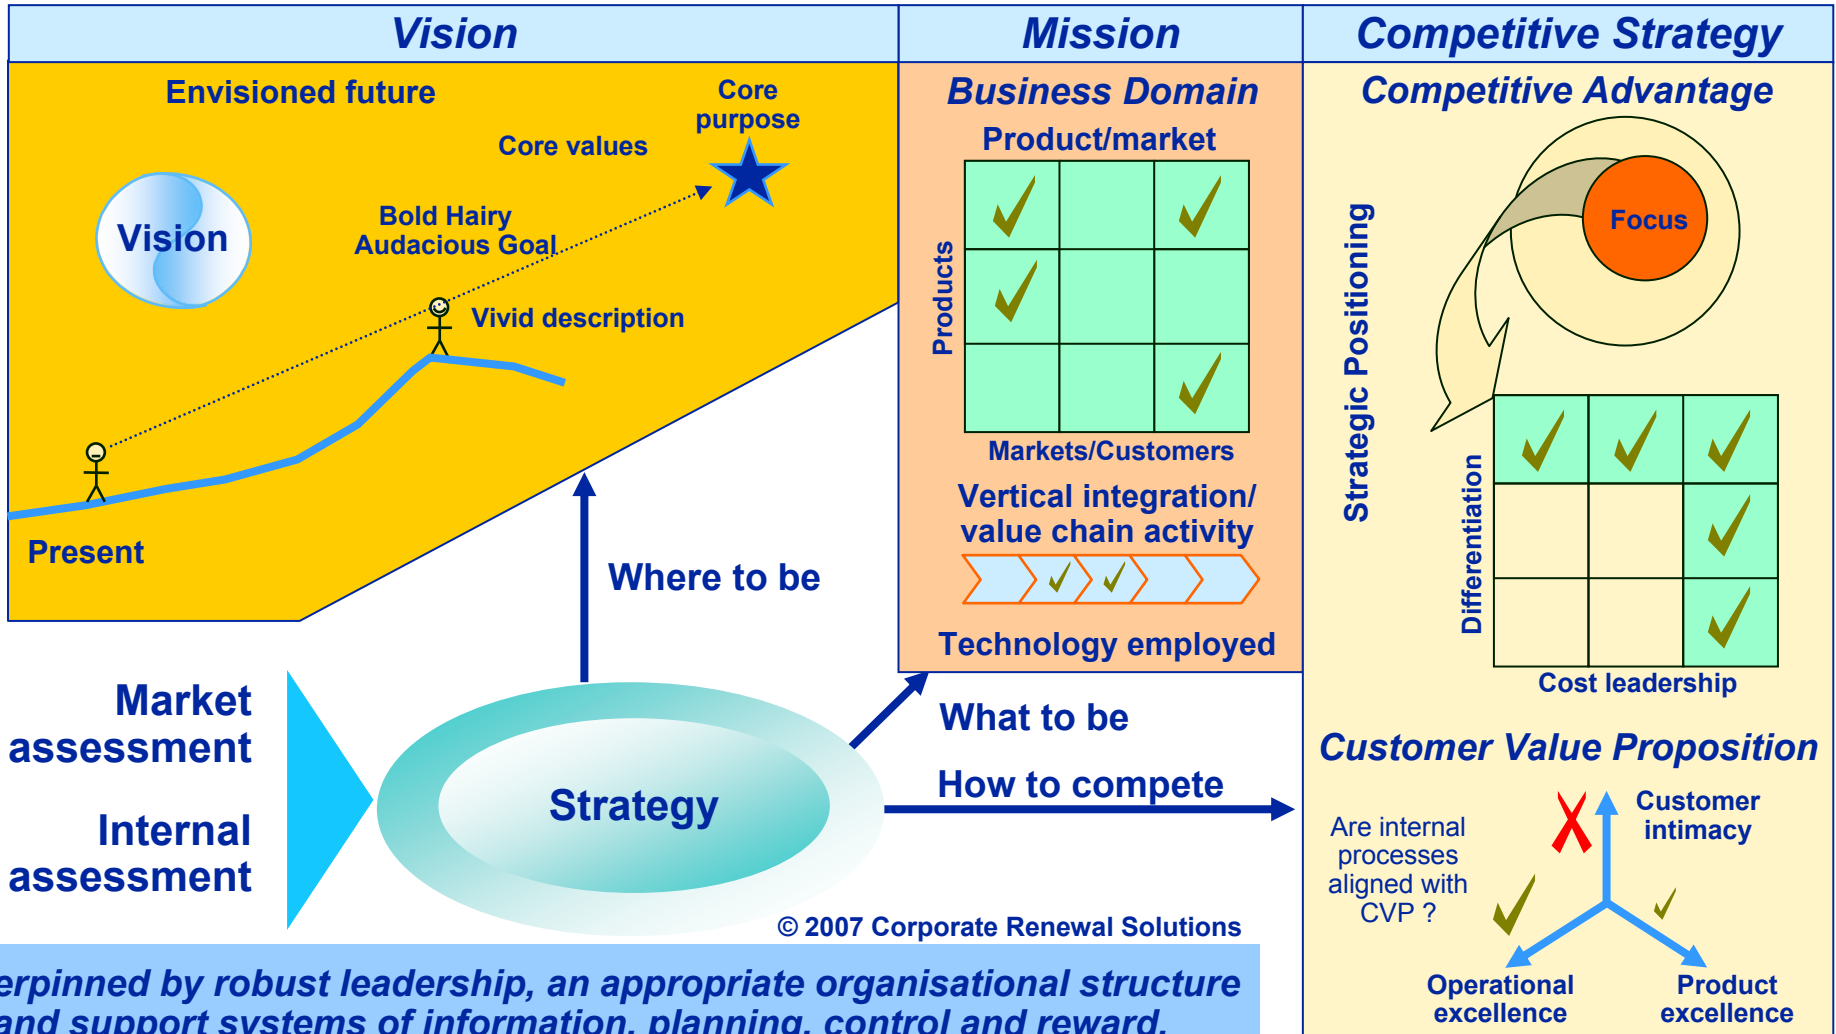 Vision
Mission
Competitive Strategy
Envisioned future
Core
purpose
Core values
Vision
Bold Hairy
Audacious Goal
Vivid description
Present
Where to be
Business Domain
Product/market
Products
Markets/Customers
Vertical integration/
value chain activity
Technology employed
Competitive Advantage
Strategic Positioning
Focus
Differentiation
Cost leadership
Market
assessment
Internal
assessment
Strategy
What to be
How to compete
Customer Value Proposition
Are internal
processes
aligned with
CVP ?
Customer
intimacy
Operational
excellence
Product
excellence
© 2007 Corporate Renewal Solutions
erpinned by robust leadership, an appropriate organisational structure
and support systems of information, planning, control and reward.